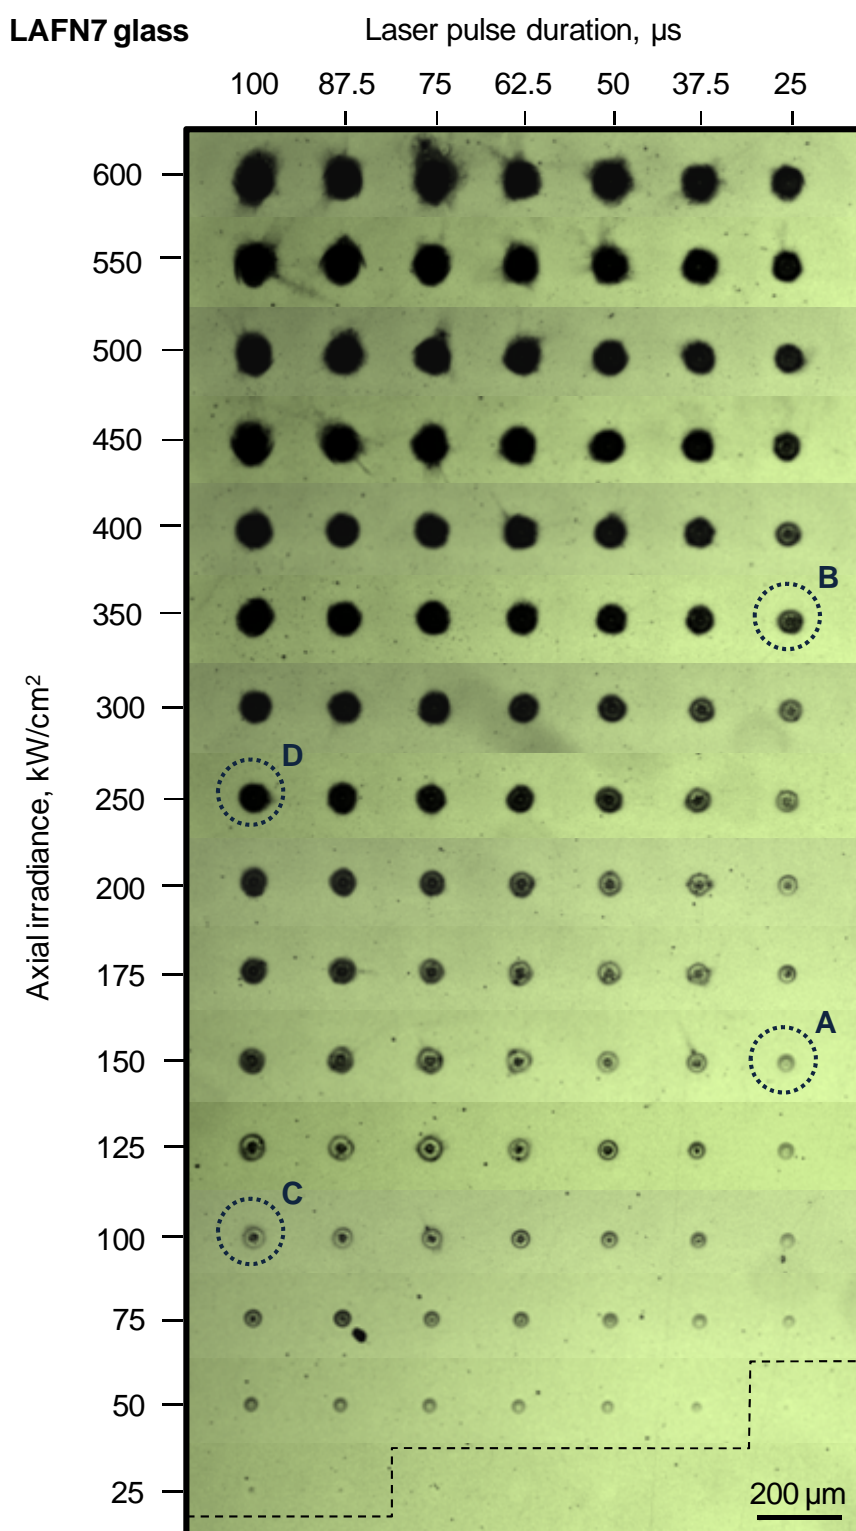 LAFN7 glass
Laser pulse duration, µs
100 87.5 75 62.5 50 37.5 25
600
550
500
450
400
B
350
300
D
250
200
175
A
150
125
C
100
75
50
25
200 µm
Axial irradiance, kW/cm²